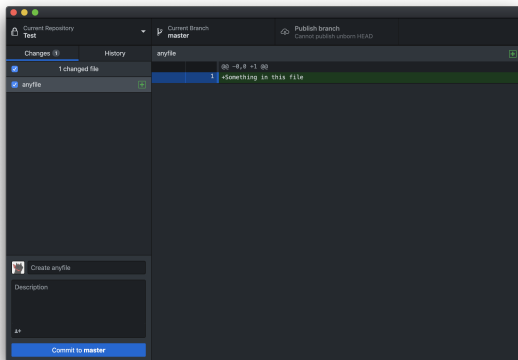 Current Repository
Test
Current Branch
master
Publish branch
Cannot publish unborn HEAD
Changes 1
History
anyfile
1 changed file
@@ -0,0 +1 @@
anyfile
1 +Something in this file
Create anyfile
Description
Commit to master